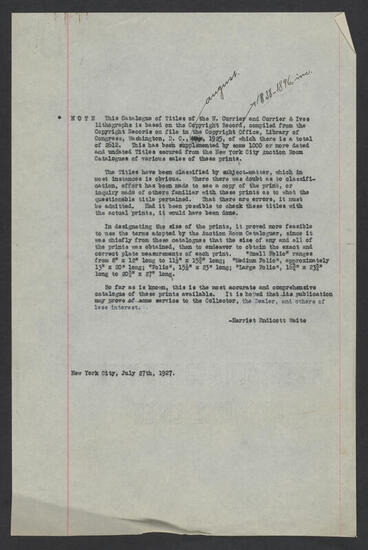 august.
1838-1896 inc.
* NOTE This Catalogue of Titles of the N. Currier and Currier & Ives
lithographs is based on the Copyright Record, compiled from the
Copyright Records on file in the Copyright Office, Library of
Congress, Washington, D. C., 1925, of which there is a total
of 2612. This has been supplemented by some 1000 or more dated
and undated Titles secured from the New York City Auction Room
Catalogues of various sales of these prints.
The Titles have been classified by subject-matter, which in
most instances is obvious. Where there was doubt as to classifi-
cation, effort has been made to see a copy of the print, or
inquiry made of others familiar with these prints as to what the
questionable title pertained. That there are errors, it must
be admitted. Had it been possible to check these titles with
the actual prints, it would have been done.
In designating the size of the prints, it proved more feasible
to use the terms adopted by the Auction Room Cataloguer, since it
was chiefly from these catalogues that the size of any and all of
the prints was obtained, than to endeavor to obtain the exact and
correct plate measurements of each print. "Small Folio" ranges
from 8" x 12" long to 11½" x 15½" long; "Medium Folio", approximately
13" x 20" long; "Folio", 15½" x 23" long; "Large Folio", x
long to x 27" long.
So far as is known, this is the most accurate and comprehensive
catalogue of these prints available. It is hoped that its publication
may prove of some service to the Collector, the Dealer, and others of
less interest.
-Harriet Endicott Waite
New York City, July 27th, 1927.